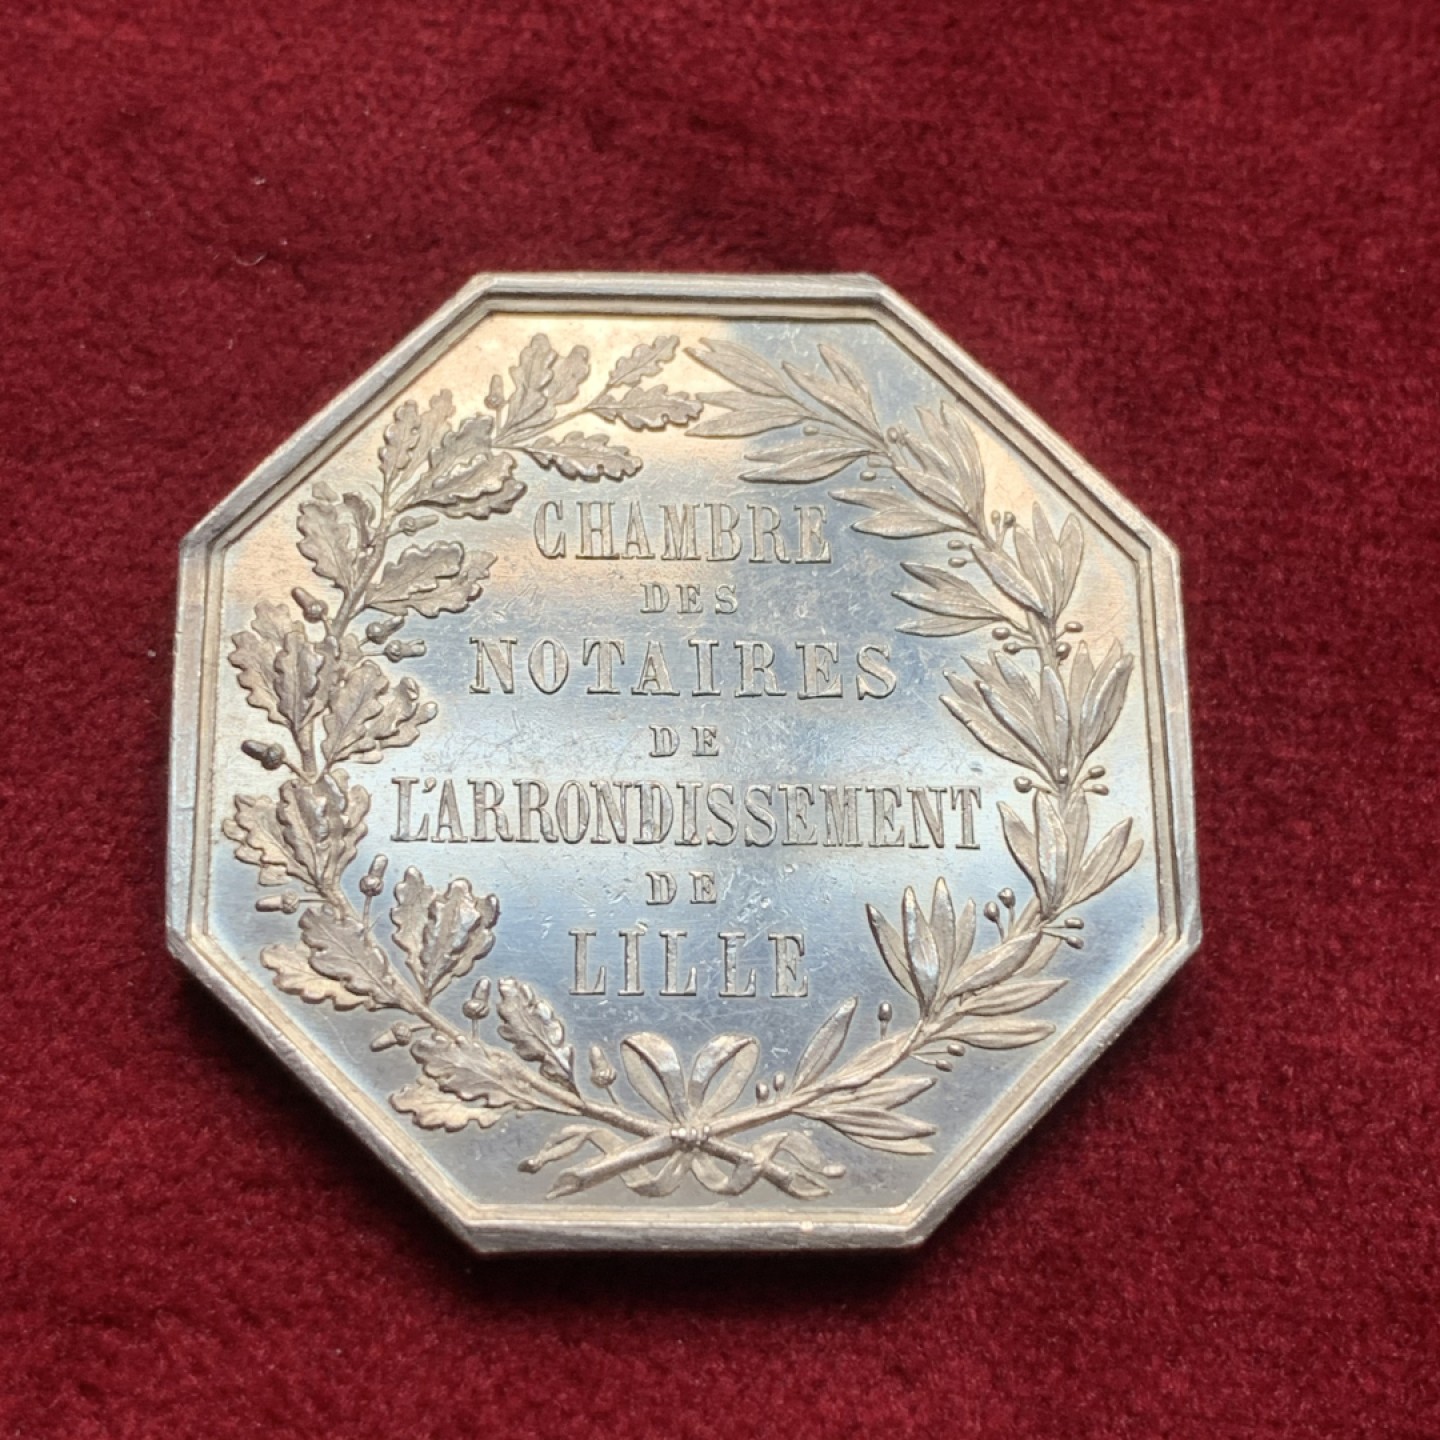 CHAMBRE
DES
NOTAIRES
DE
L'ARRONDISSEMENT
DE
LILLE